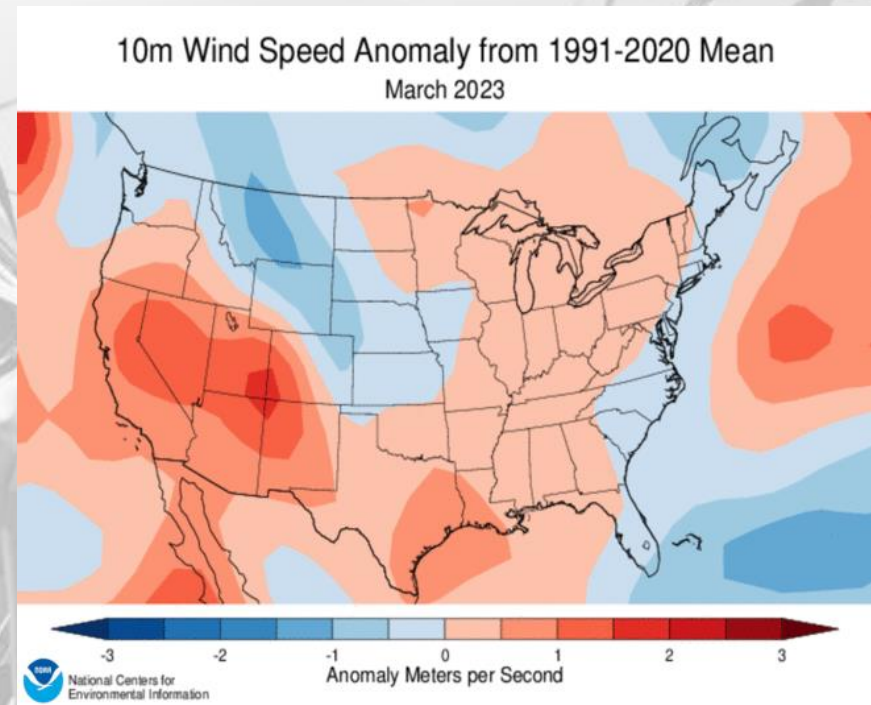 10m Wind Speed Anomaly from 1991-2020 Mean
March 2023
-3 -2 -1 0 1 2 3
Anomaly Meters per Second
NOAA
National Centers for
Environmental Information